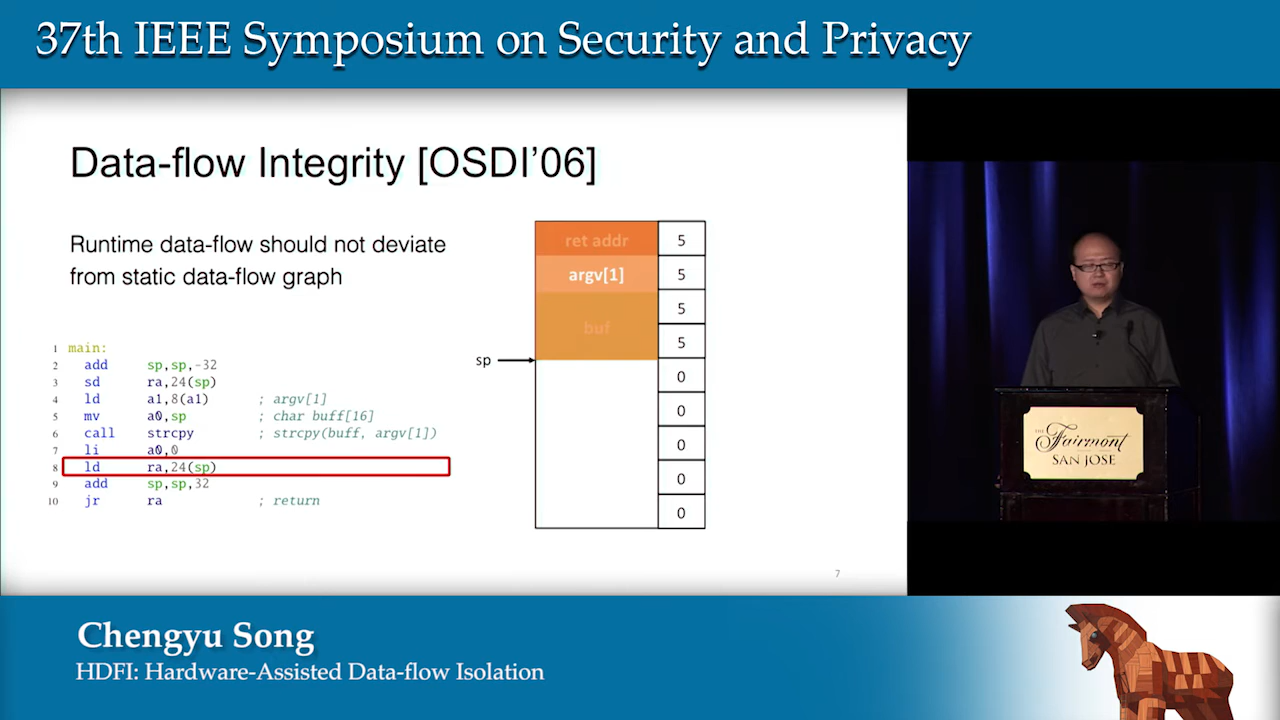 37th IEEE Symposium on Security and Privacy
Data-flow Integrity [OSDI’06]
Runtime data-flow should not deviate
from static data-flow graph
1 main:
2 add sp,sp,-32
3 sd ra,24(sp)
4 ld a1,8(a1) ; argv[1]
5 mv a0,sp ; char buff[16]
6 call strcpy ; strcpy(buff, argv[1])
7 li a0,0
8 ld ra,24(sp)
9 add sp,sp,32
10 jr ra ; return
ret addr 5
argv[1] 5
5
buf
5
sp
0
0
0
0
0
7
THE Fairmont
SAN JOSE
Chengyu Song
HDFI: Hardware-Assisted Data-flow Isolation